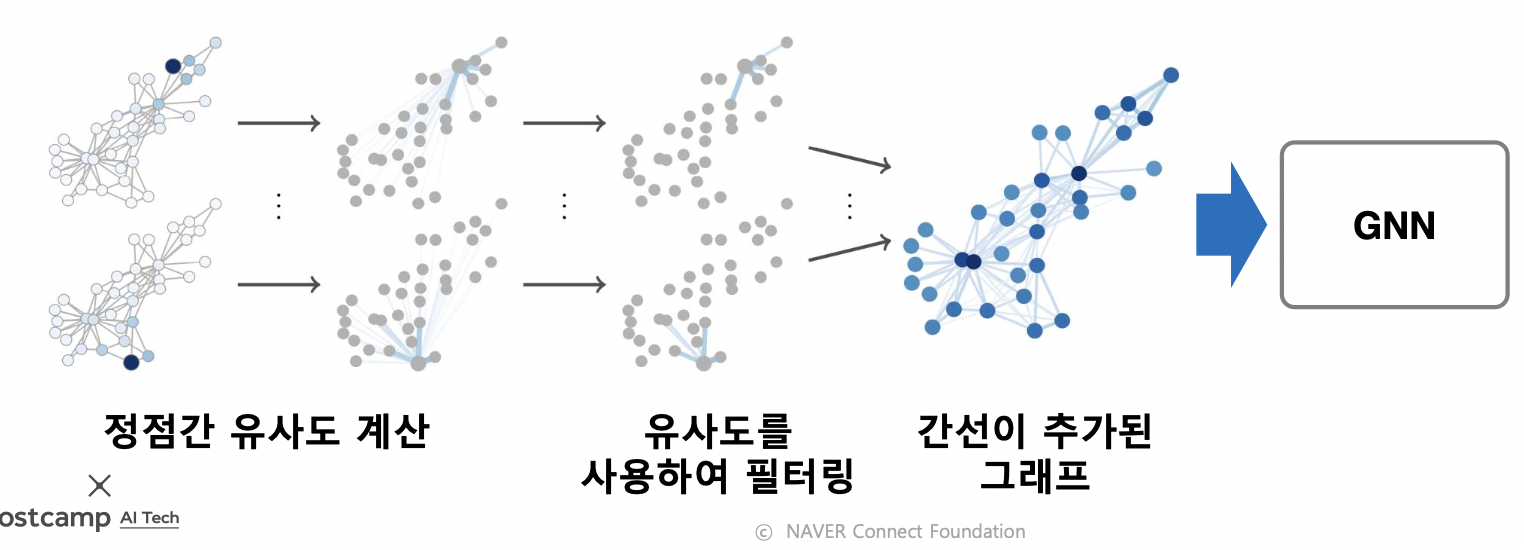 GNN
정점간 유사도 계산
유사도를
사용하여 필터링
간선이 추가된
그래프
ostcamp AI Tech
© NAVER Connect Foundation